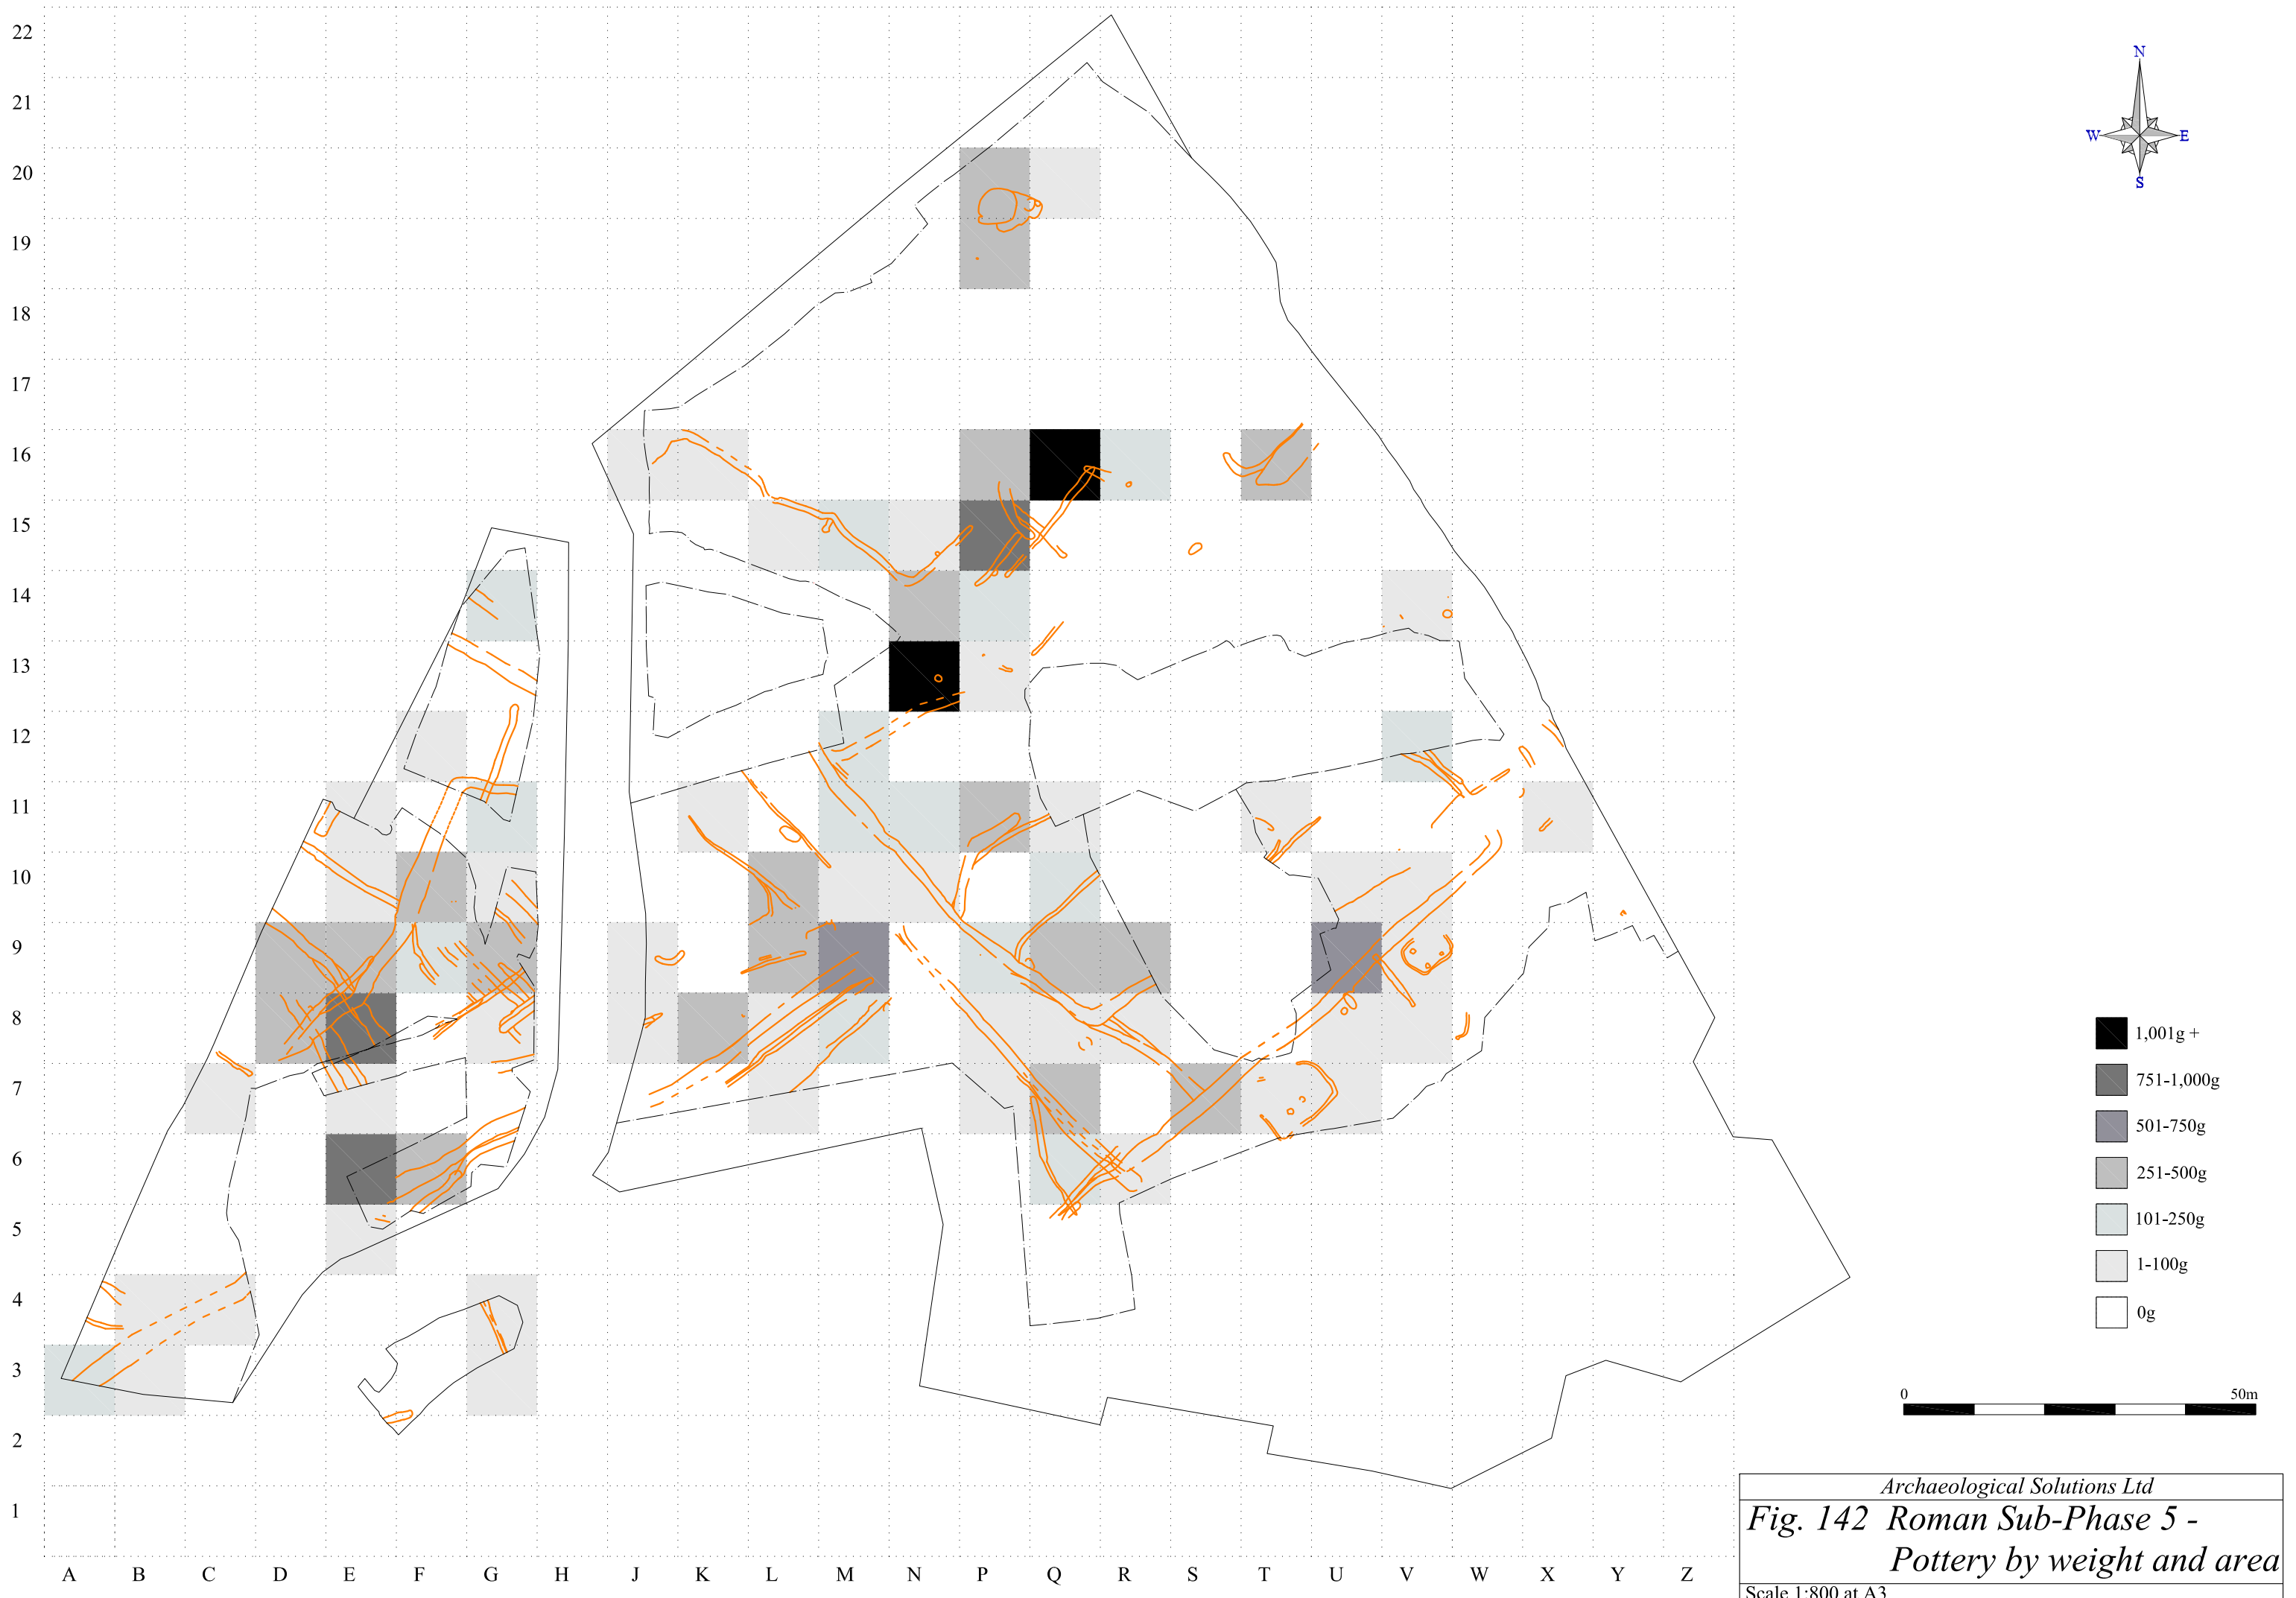 22
21
20
19
18
17
16
15
14
13
12
11
10
9
8
7
6
5
4
3
2
1
A B C D E F G H J K L M N P Q R S T U V W X Y Z
N
W E
S
1,001g +
751-1,000g
501-750g
251-500g
101-250g
1-100g
0g
0 50m
Archaeological Solutions Ltd
Fig. 142 Roman Sub-Phase 5 -
Pottery by weight and area
Scale 1:800 at A3